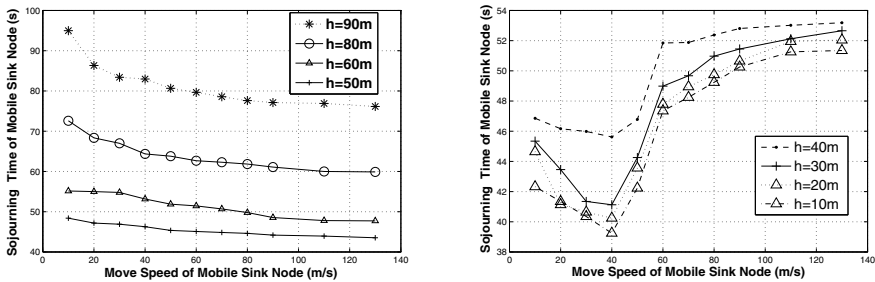 100
90
80
70
60
50
40
0
20
40
60
80
100
120
140
Sojourning Time of Mobile Sink Node (s)
Move Speed of Mobile Sink Node (m/s)
h=90m
h=80m
h=60m
h=50m
54
52
50
48
46
44
42
40
38
0
20
40
60
80
100
120
140
Sojourning Time of Mobile Sink Node (s)
Move Speed of Mobile Sink Node (m/s)
h=40m
h=30m
h=20m
h=10m